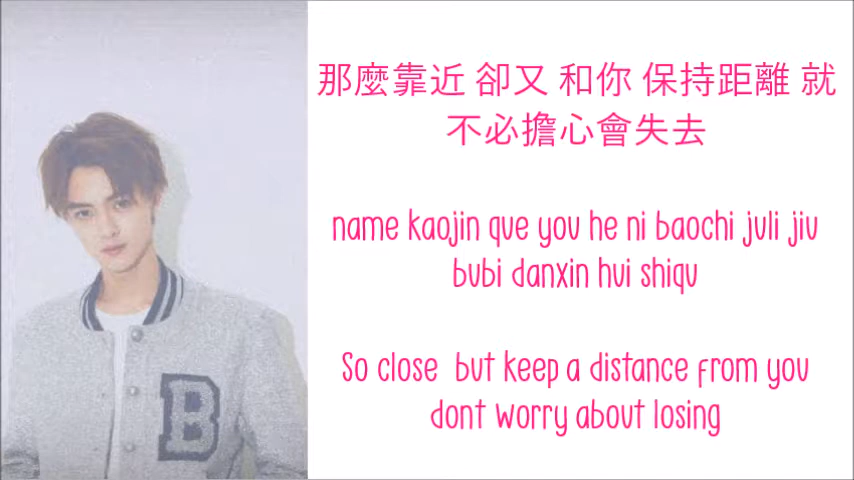 那麼靠近 卻又 和你 保持距離 就
不必擔心會失去
name kaojin que you he ni baochi juli jiu
bubi danxin hui shiqu
So close  but keep a distance from you
dont worry about losing
B